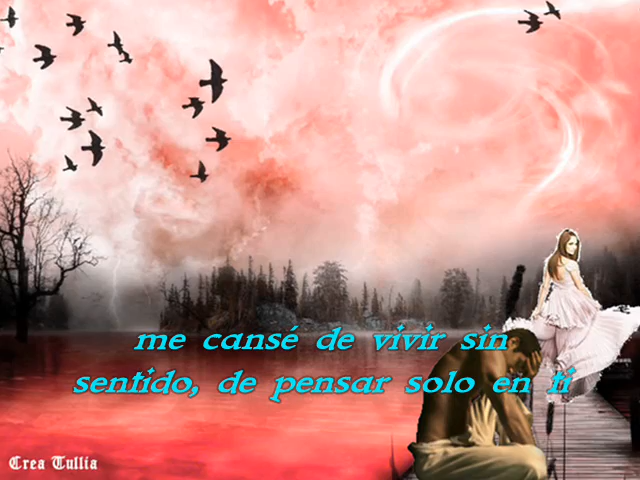 me cansé de vivir sin
sentido, de pensar solo en ti
Crea Tullia